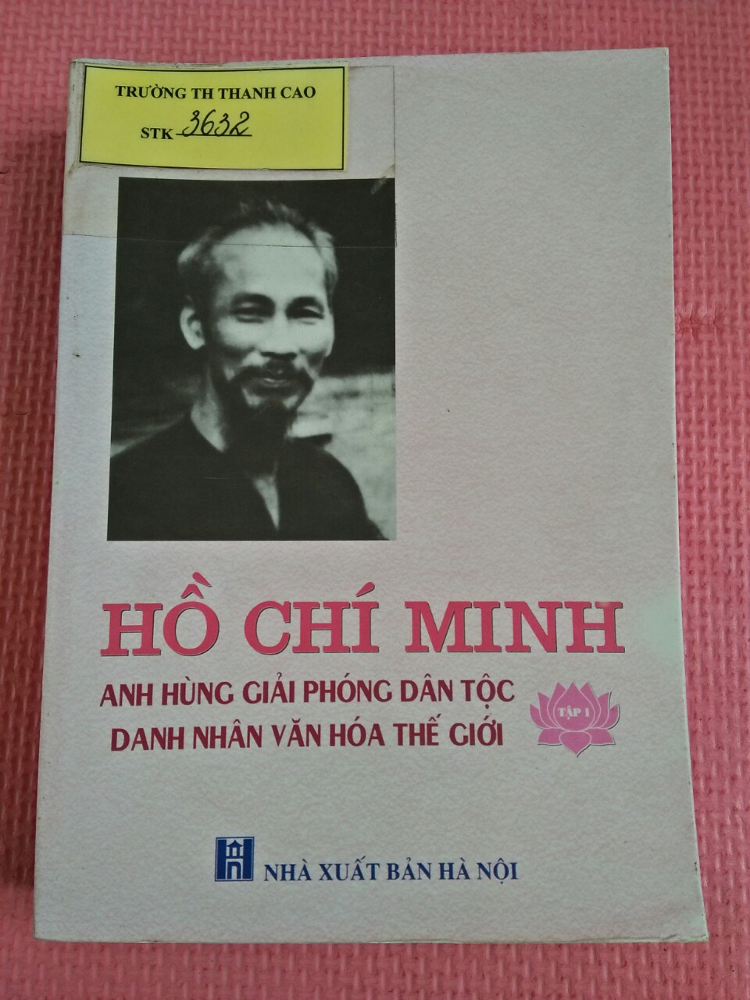 TRƯỜNG TH THANH CAO
STK 3632
HỒ CHÍ MINH
ANH HÙNG GIẢI PHÓNG DÂN TỘC
DANH NHÂN VĂN HÓA THẾ GIỚI
TẬP 1
NHÀ XUẤT BẢN HÀ NỘI